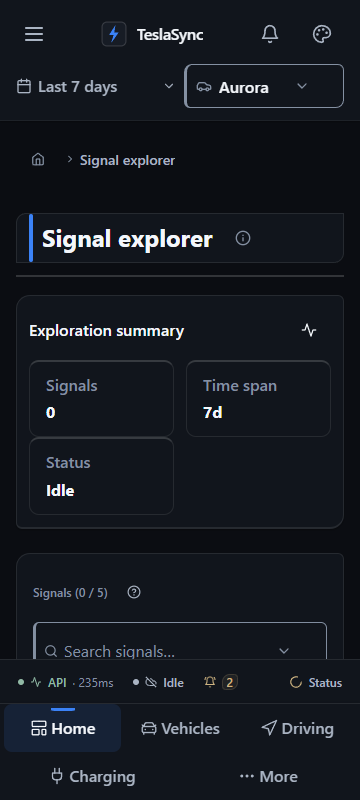 TeslaSync
Last 7 days
Aurora
Signal explorer
Signal explorer
Exploration summary
Signals
0
Time span
7d
Status
Idle
Signals (0 / 5)
Search signals...
API · 235ms
Idle
2
Status
Home
Vehicles
Driving
Charging
More